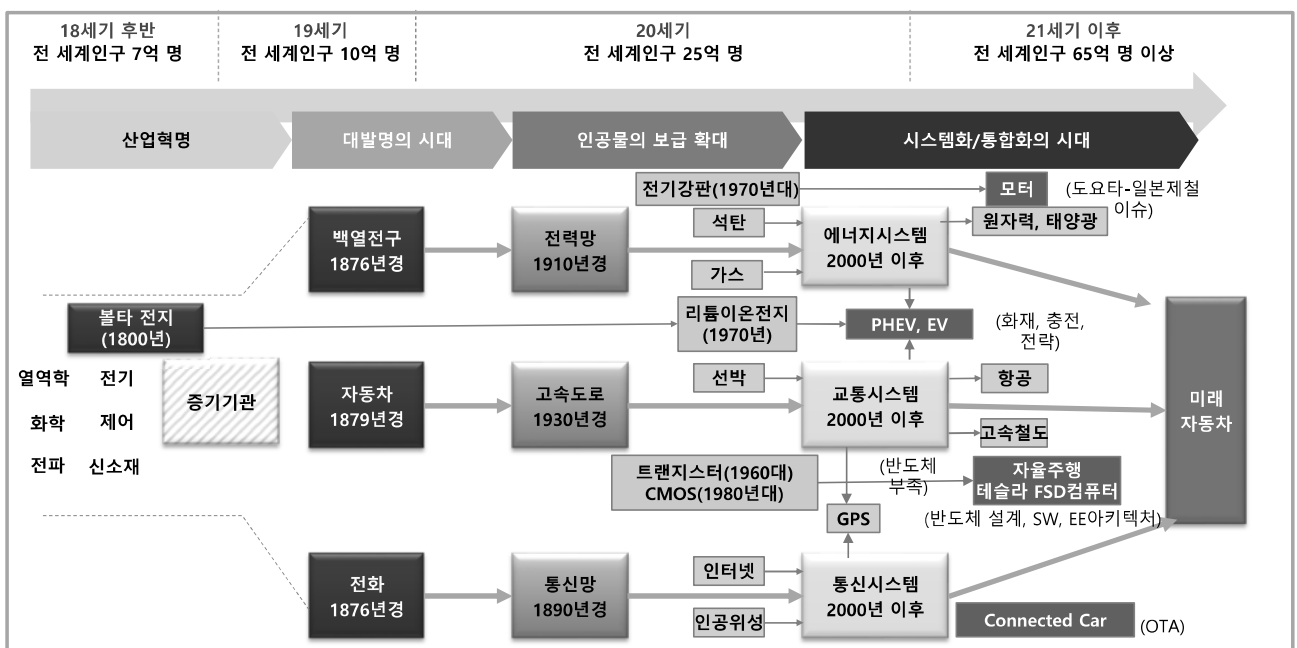 18세기 후반
전 세계인구 7억 명
19세기
전 세계인구 10억 명
20세기
전 세계인구 25억 명
21세기 이후
전 세계인구 65억 명 이상
산업혁명
대발명의 시대
인공물의 보급 확대
시스템화/통합화의 시대
전기강판(1970년대)
모터
(도요타-일본제철
이슈)
백열전구
1876년경
전력망
1910년경
석탄
가스
에너지시스템
2000년 이후
원자력, 태양광
볼타 전지
(1800년)
리튬이온전지
(1970년)
PHEV, EV
(화재, 충전,
전략)
열역학
전기
화학
제어
전파
신소재
증기기관
자동차
1879년경
고속도로
1930년경
선박
교통시스템
2000년 이후
항공
고속철도
미래
자동차
트랜지스터(1960대)
CMOS(1980년대)
(반도체
부족)
자율주행
테슬라 FSD컴퓨터
(반도체 설계, SW, EE아키텍처)
GPS
전화
1876년경
통신망
1890년경
인터넷
인공위성
통신시스템
2000년 이후
Connected Car
(OTA)